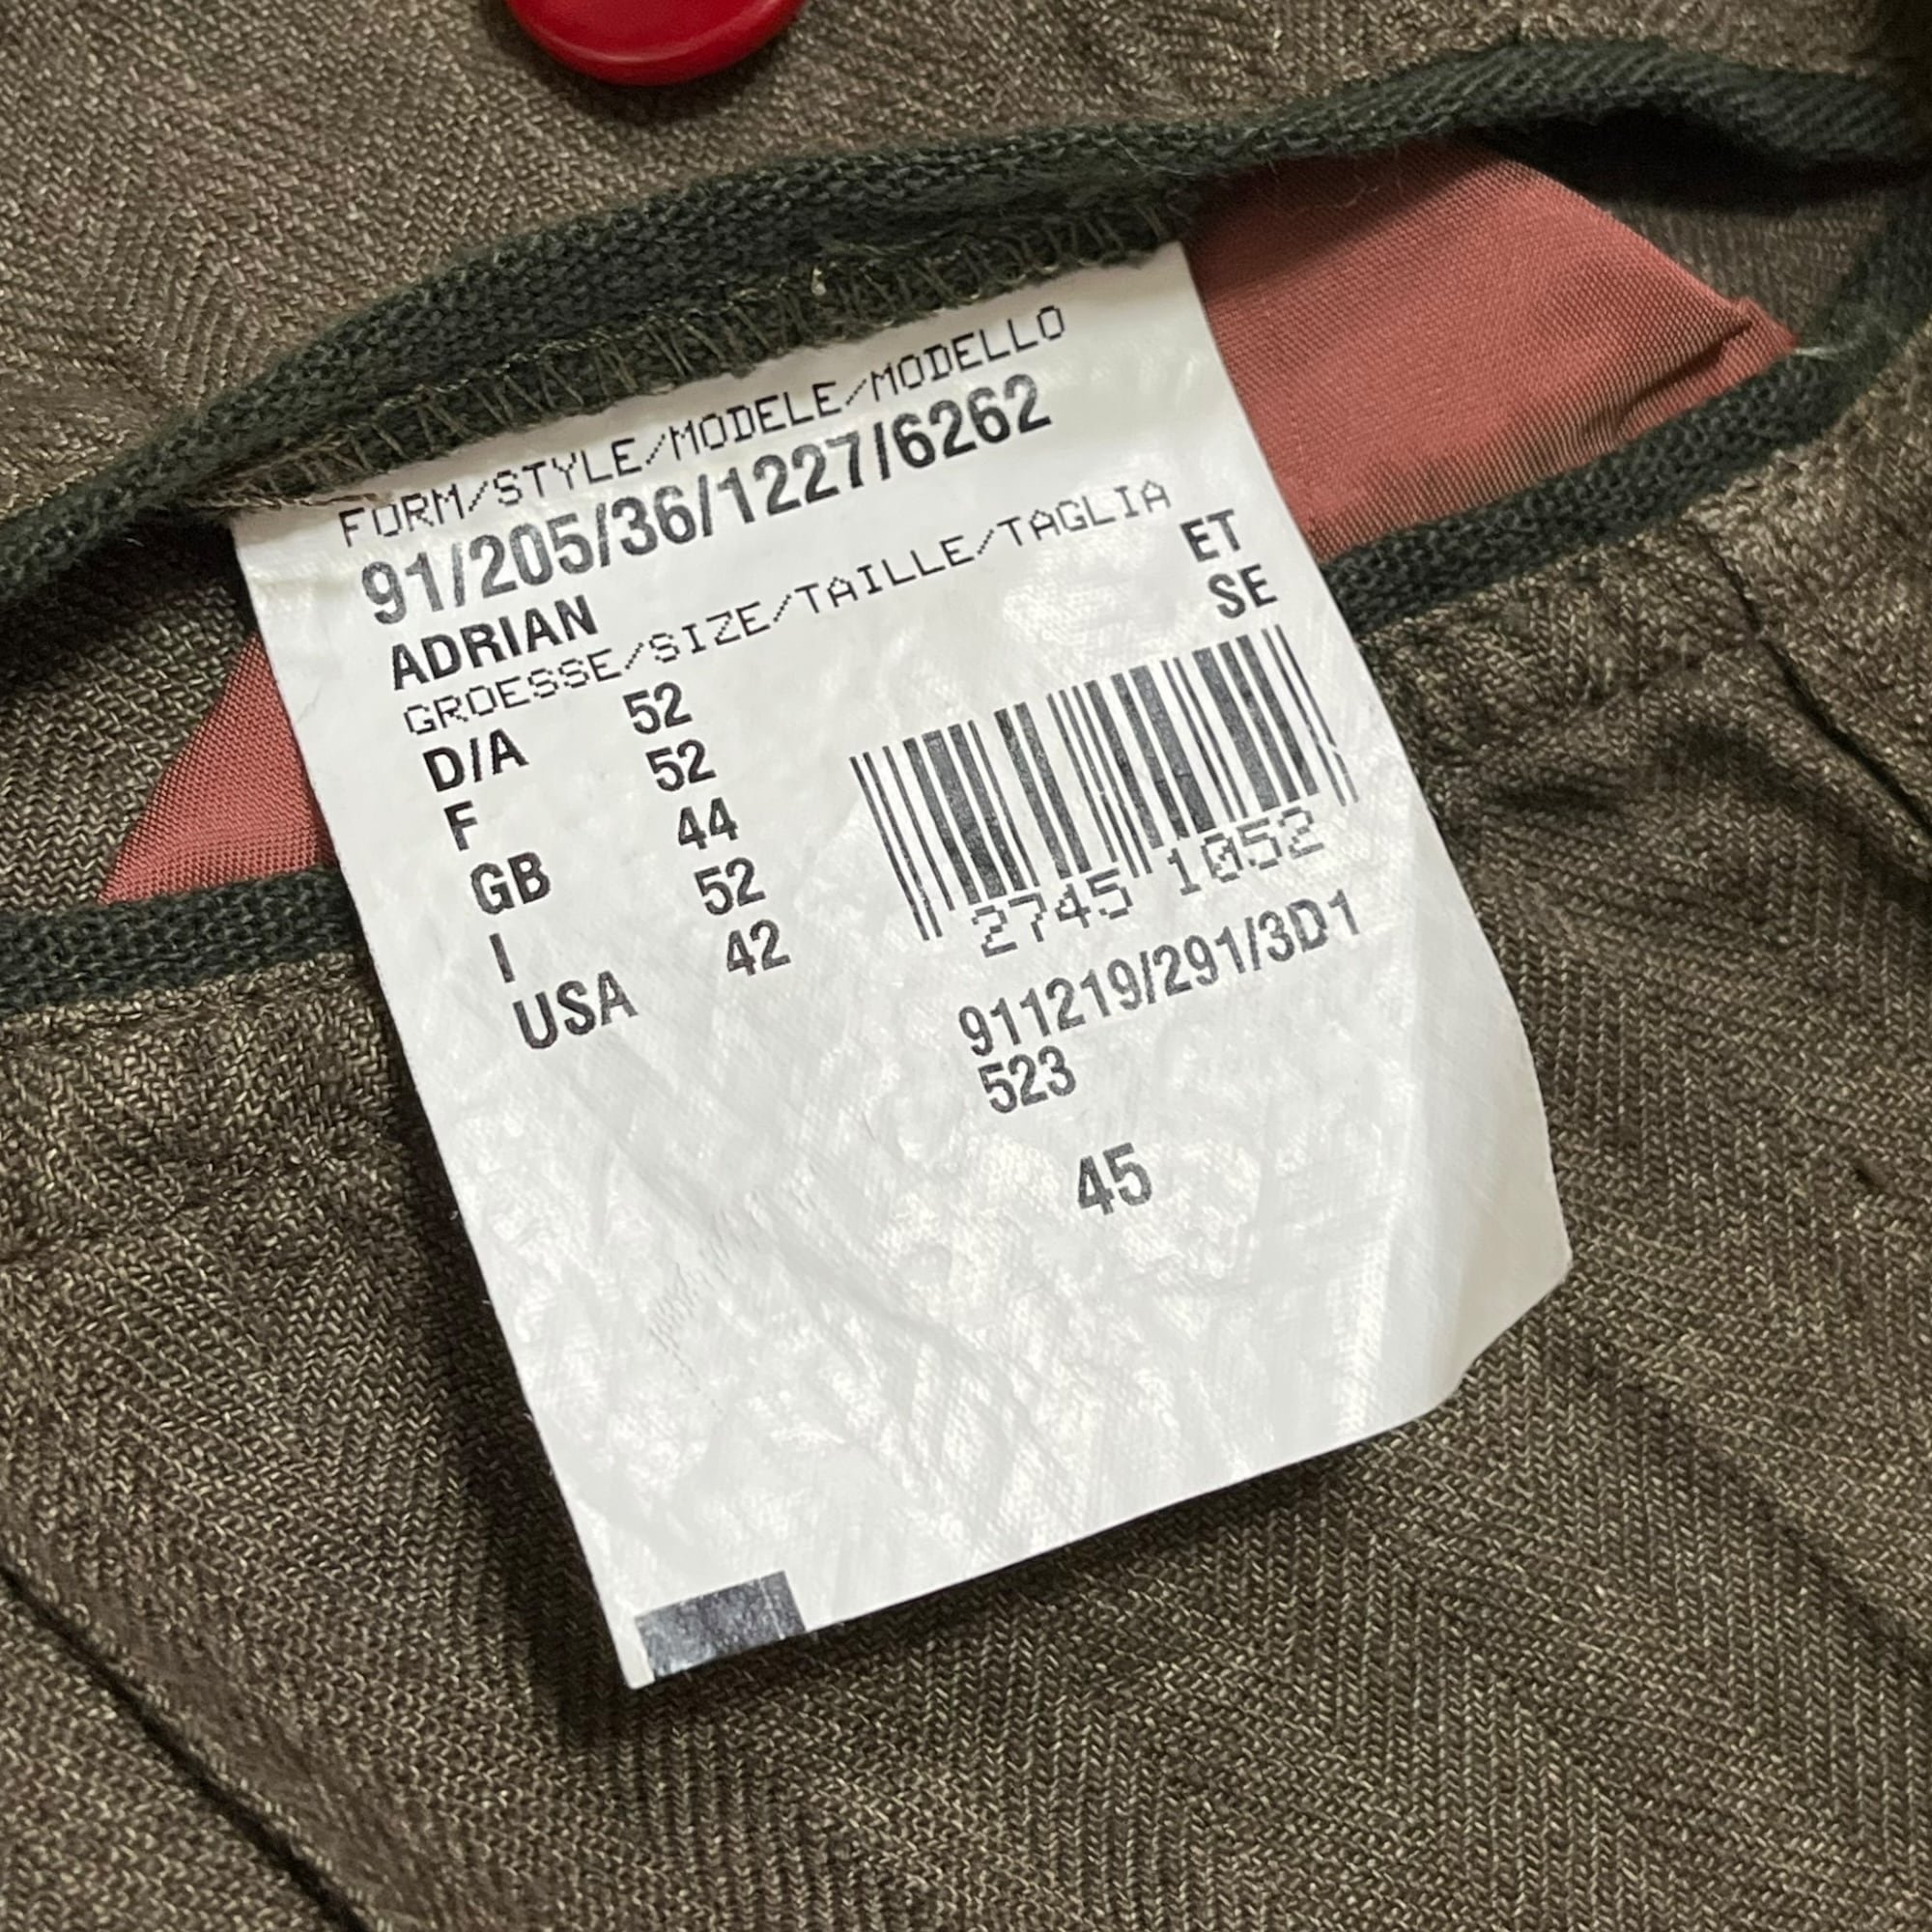 FORM/STYLE/MODELE/MODELLO
91/205/36/1227/6262
ADRIAN
GROESSE/SIZE/TAILLE/TAGLIA
ET
SE
D/A 52
F 52
GB 44
I 52
USA 42
2745 1052
911219/291/3D1
523
45